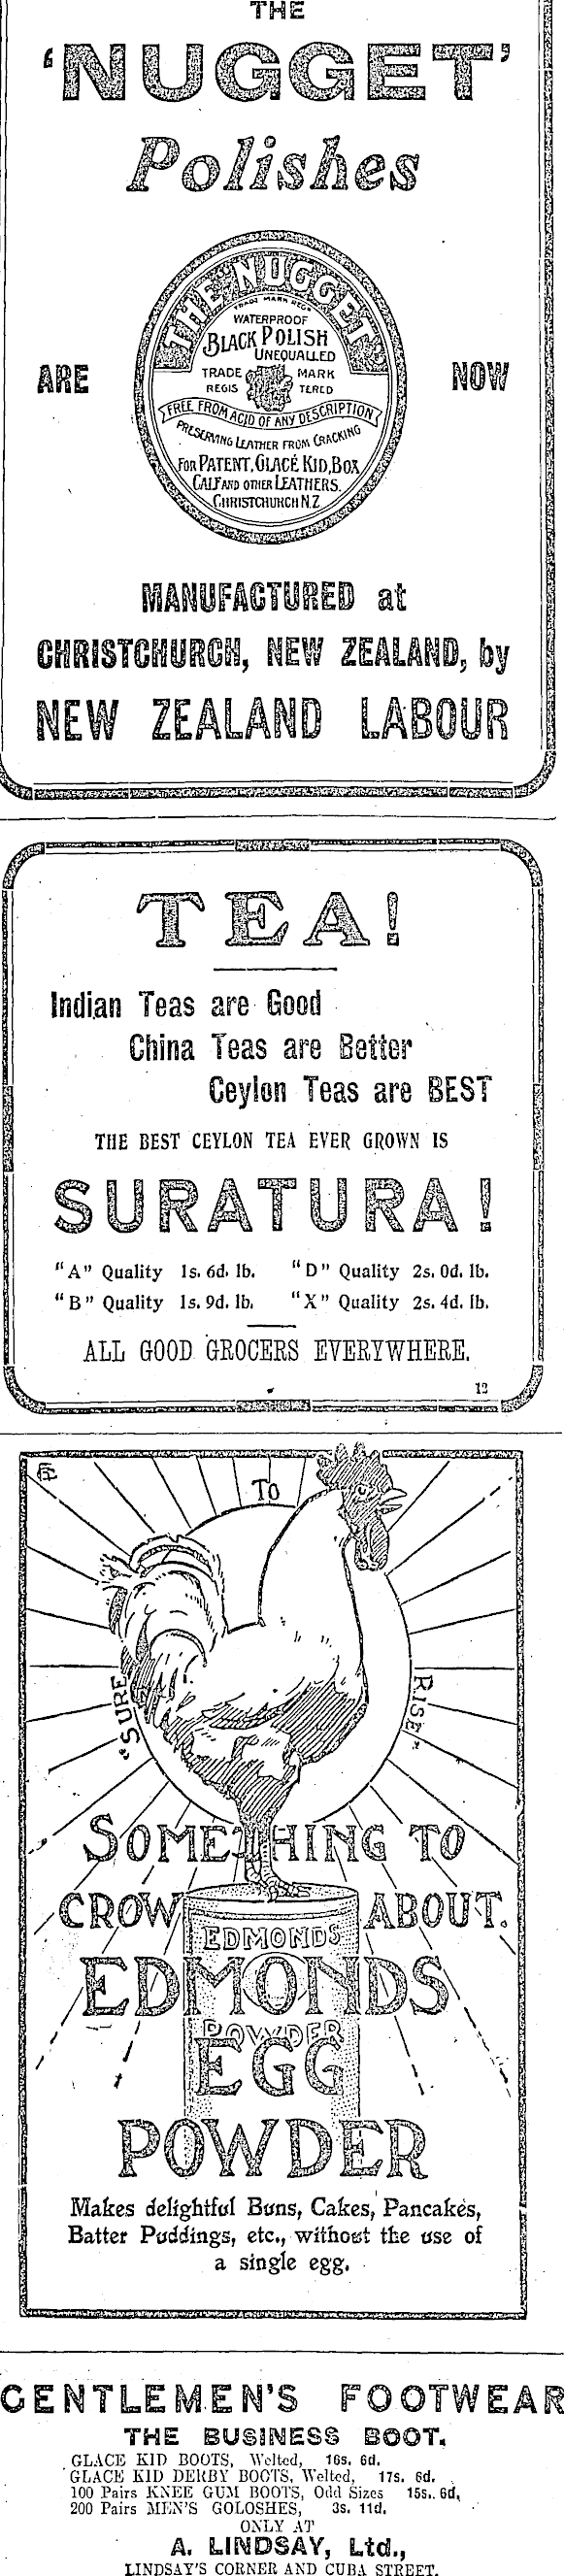 THE
'NUGGET'
Polishes
THE NUGGET
TRADE MARK REGD
WATERPROOF
BLACK POLISH
UNEQUALLED
TRADE MARK
REGIS TERED
FREE FROM ACID OF ANY DESCRIPTION
PRESERVING LEATHER FROM CRACKING
FOR PATENT, GLACÉ KID, BOX
CALF AND OTHER LEATHERS.
CHRISTCHURCH N.Z
ARE NOW
MANUFACTURED at
CHRISTCHURCH, NEW ZEALAND, by
NEW ZEALAND LABOUR
TEA!
Indian Teas are Good
China Teas are Better
Ceylon Teas are BEST
THE BEST CEYLON TEA EVER GROWN IS
SURATURA!
"A" Quality 1s. 6d. lb. "D" Quality 2s. 0d. lb.
"B" Quality 1s. 9d. lb. "X" Quality 2s. 4d. lb.
ALL GOOD GROCERS EVERYWHERE.
12
"SURE To RISE"
SOMETHING TO
CROW ABOUT.
EDMONDS
EDMONDS
POWDER
EGG
POWDER
Makes delightful Buns, Cakes, Pancakes,
Batter Puddings, etc., without the use of
a single egg.
GENTLEMEN'S FOOTWEAR
THE BUSINESS BOOT.
GLACE KID BOOTS, Welted, 16s. 6d.
GLACE KID DERBY BOOTS, Welted, 17s. 6d.
100 Pairs KNEE GUM BOOTS, Odd Sizes 15s.. 6d,
200 Pairs MEN'S GOLOSHES, 3s. 11d.
ONLY AT
A. LINDSAY, Ltd.,
LINDSAY'S CORNER AND CUBA STREET.